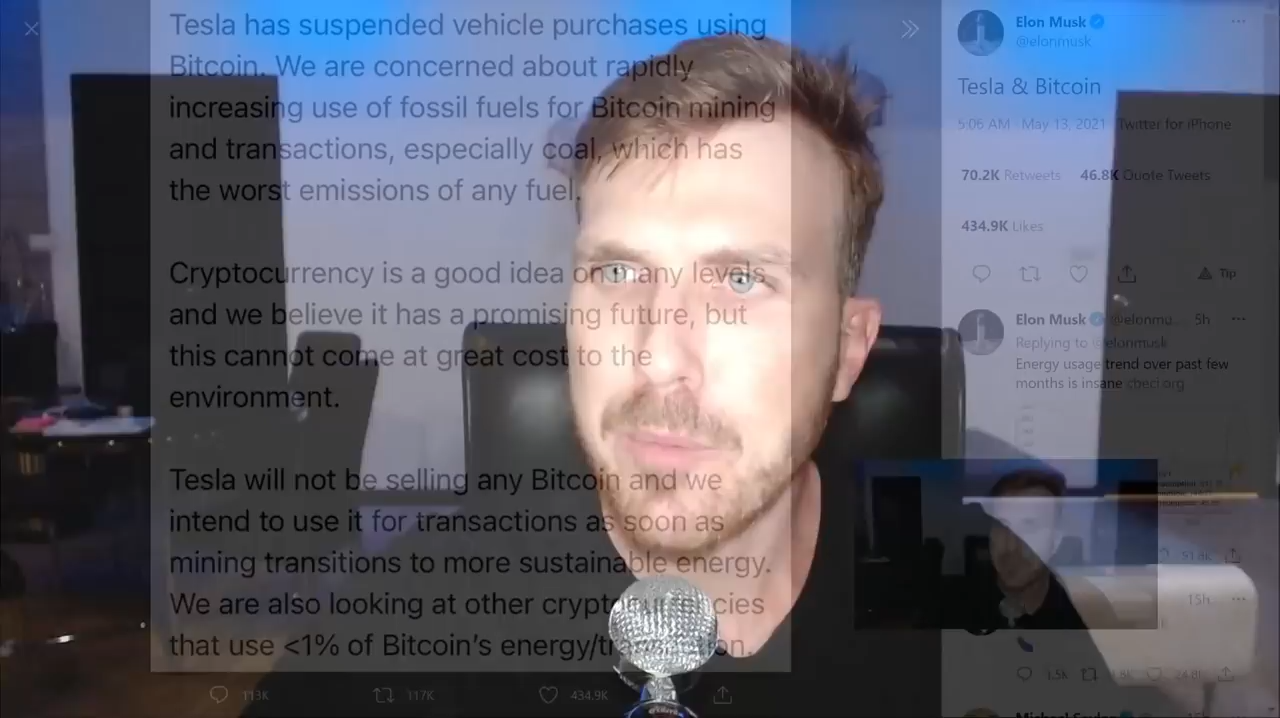 Tesla has suspended vehicle purchases using
Bitcoin. We are concerned about rapidly
increasing use of fossil fuels for Bitcoin mining
and transactions, especially coal, which has
the worst emissions of any fuel.
Cryptocurrency is a good idea on many levels
and we believe it has a promising future, but
this cannot come at great cost to the
environment.
Tesla will not be selling any Bitcoin and we
intend to use it for transactions as soon as
mining transitions to more sustainable energy.
We are also looking at other cryptocurrencies
that use <1% of Bitcoin's energy/transaction.
113K 117K 434.9K
Elon Musk
@elonmusk
Tesla & Bitcoin
5:06 AM · May 13, 2021 · Twitter for iPhone
70.2K Retweets 46.8K Quote Tweets
434.9K Likes
Tip
Elon Musk @elonmu... · 5h
Replying to @elonmusk
Energy usage trend over past few
months is insane cbeci.org
15h
1.5K
Michael Saylor